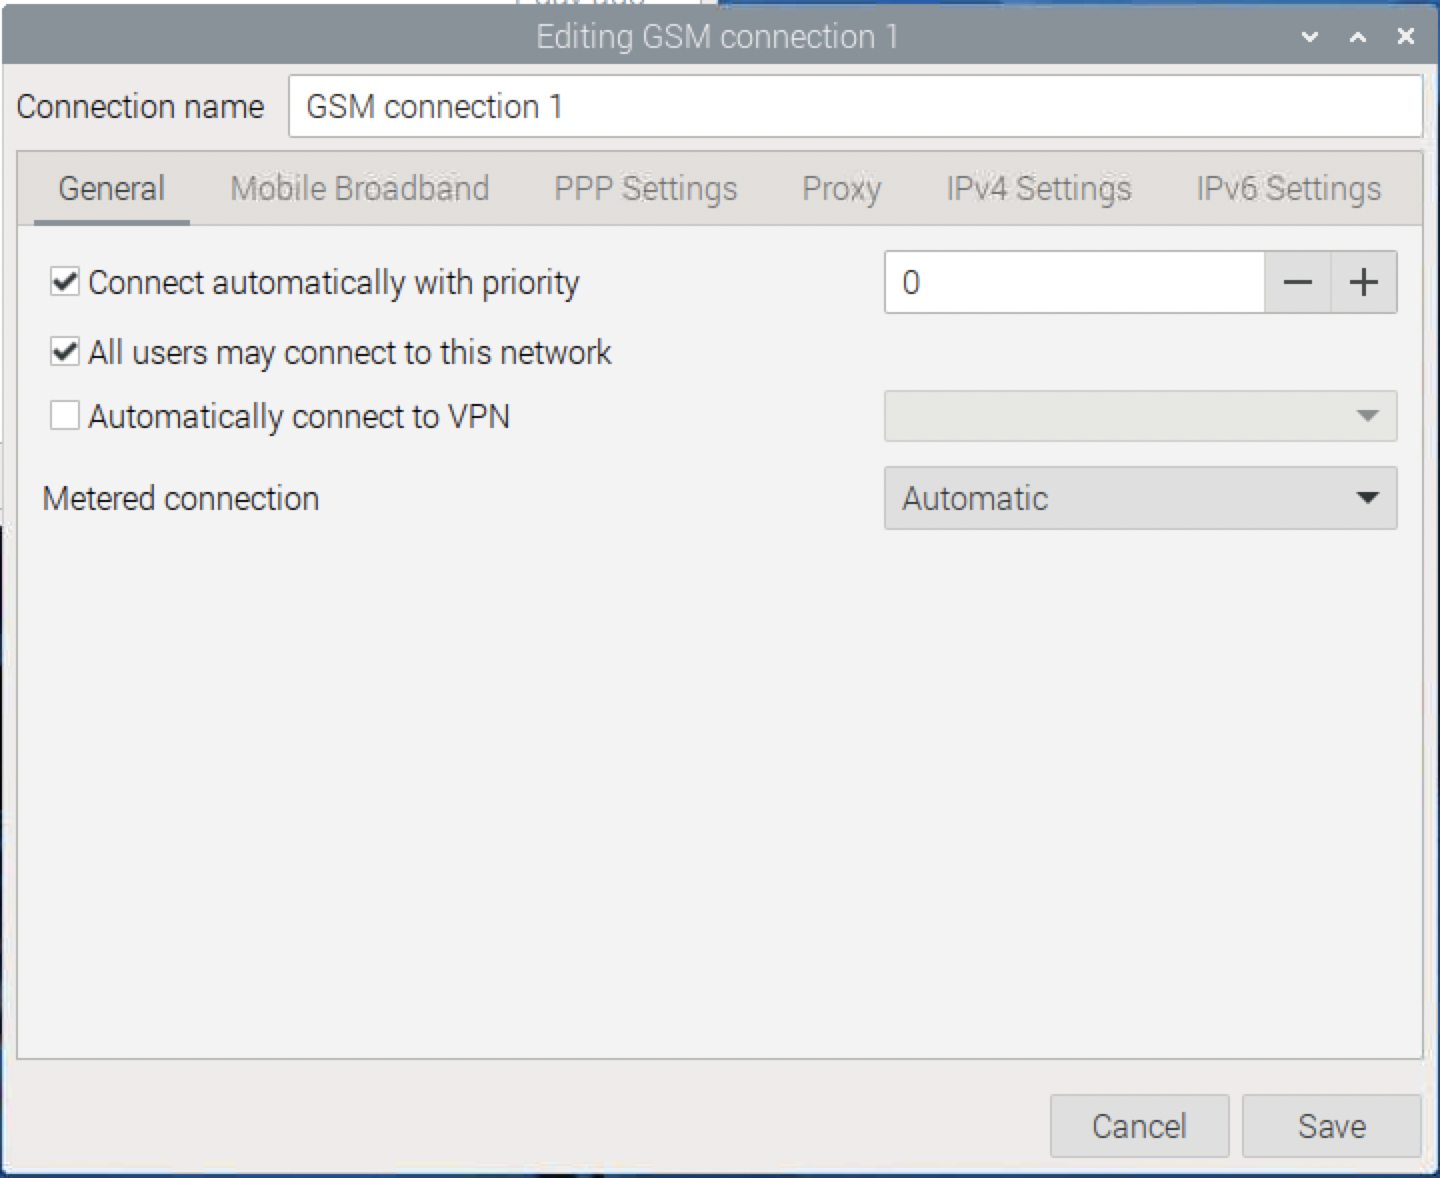 Editing GSM connection 1
Connection name GSM connection 1
General Mobile Broadband PPP Settings Proxy IPv4 Settings IPv6 Settings
Connect automatically with priority 0
All users may connect to this network
Automatically connect to VPN
Metered connection Automatic
Cancel Save